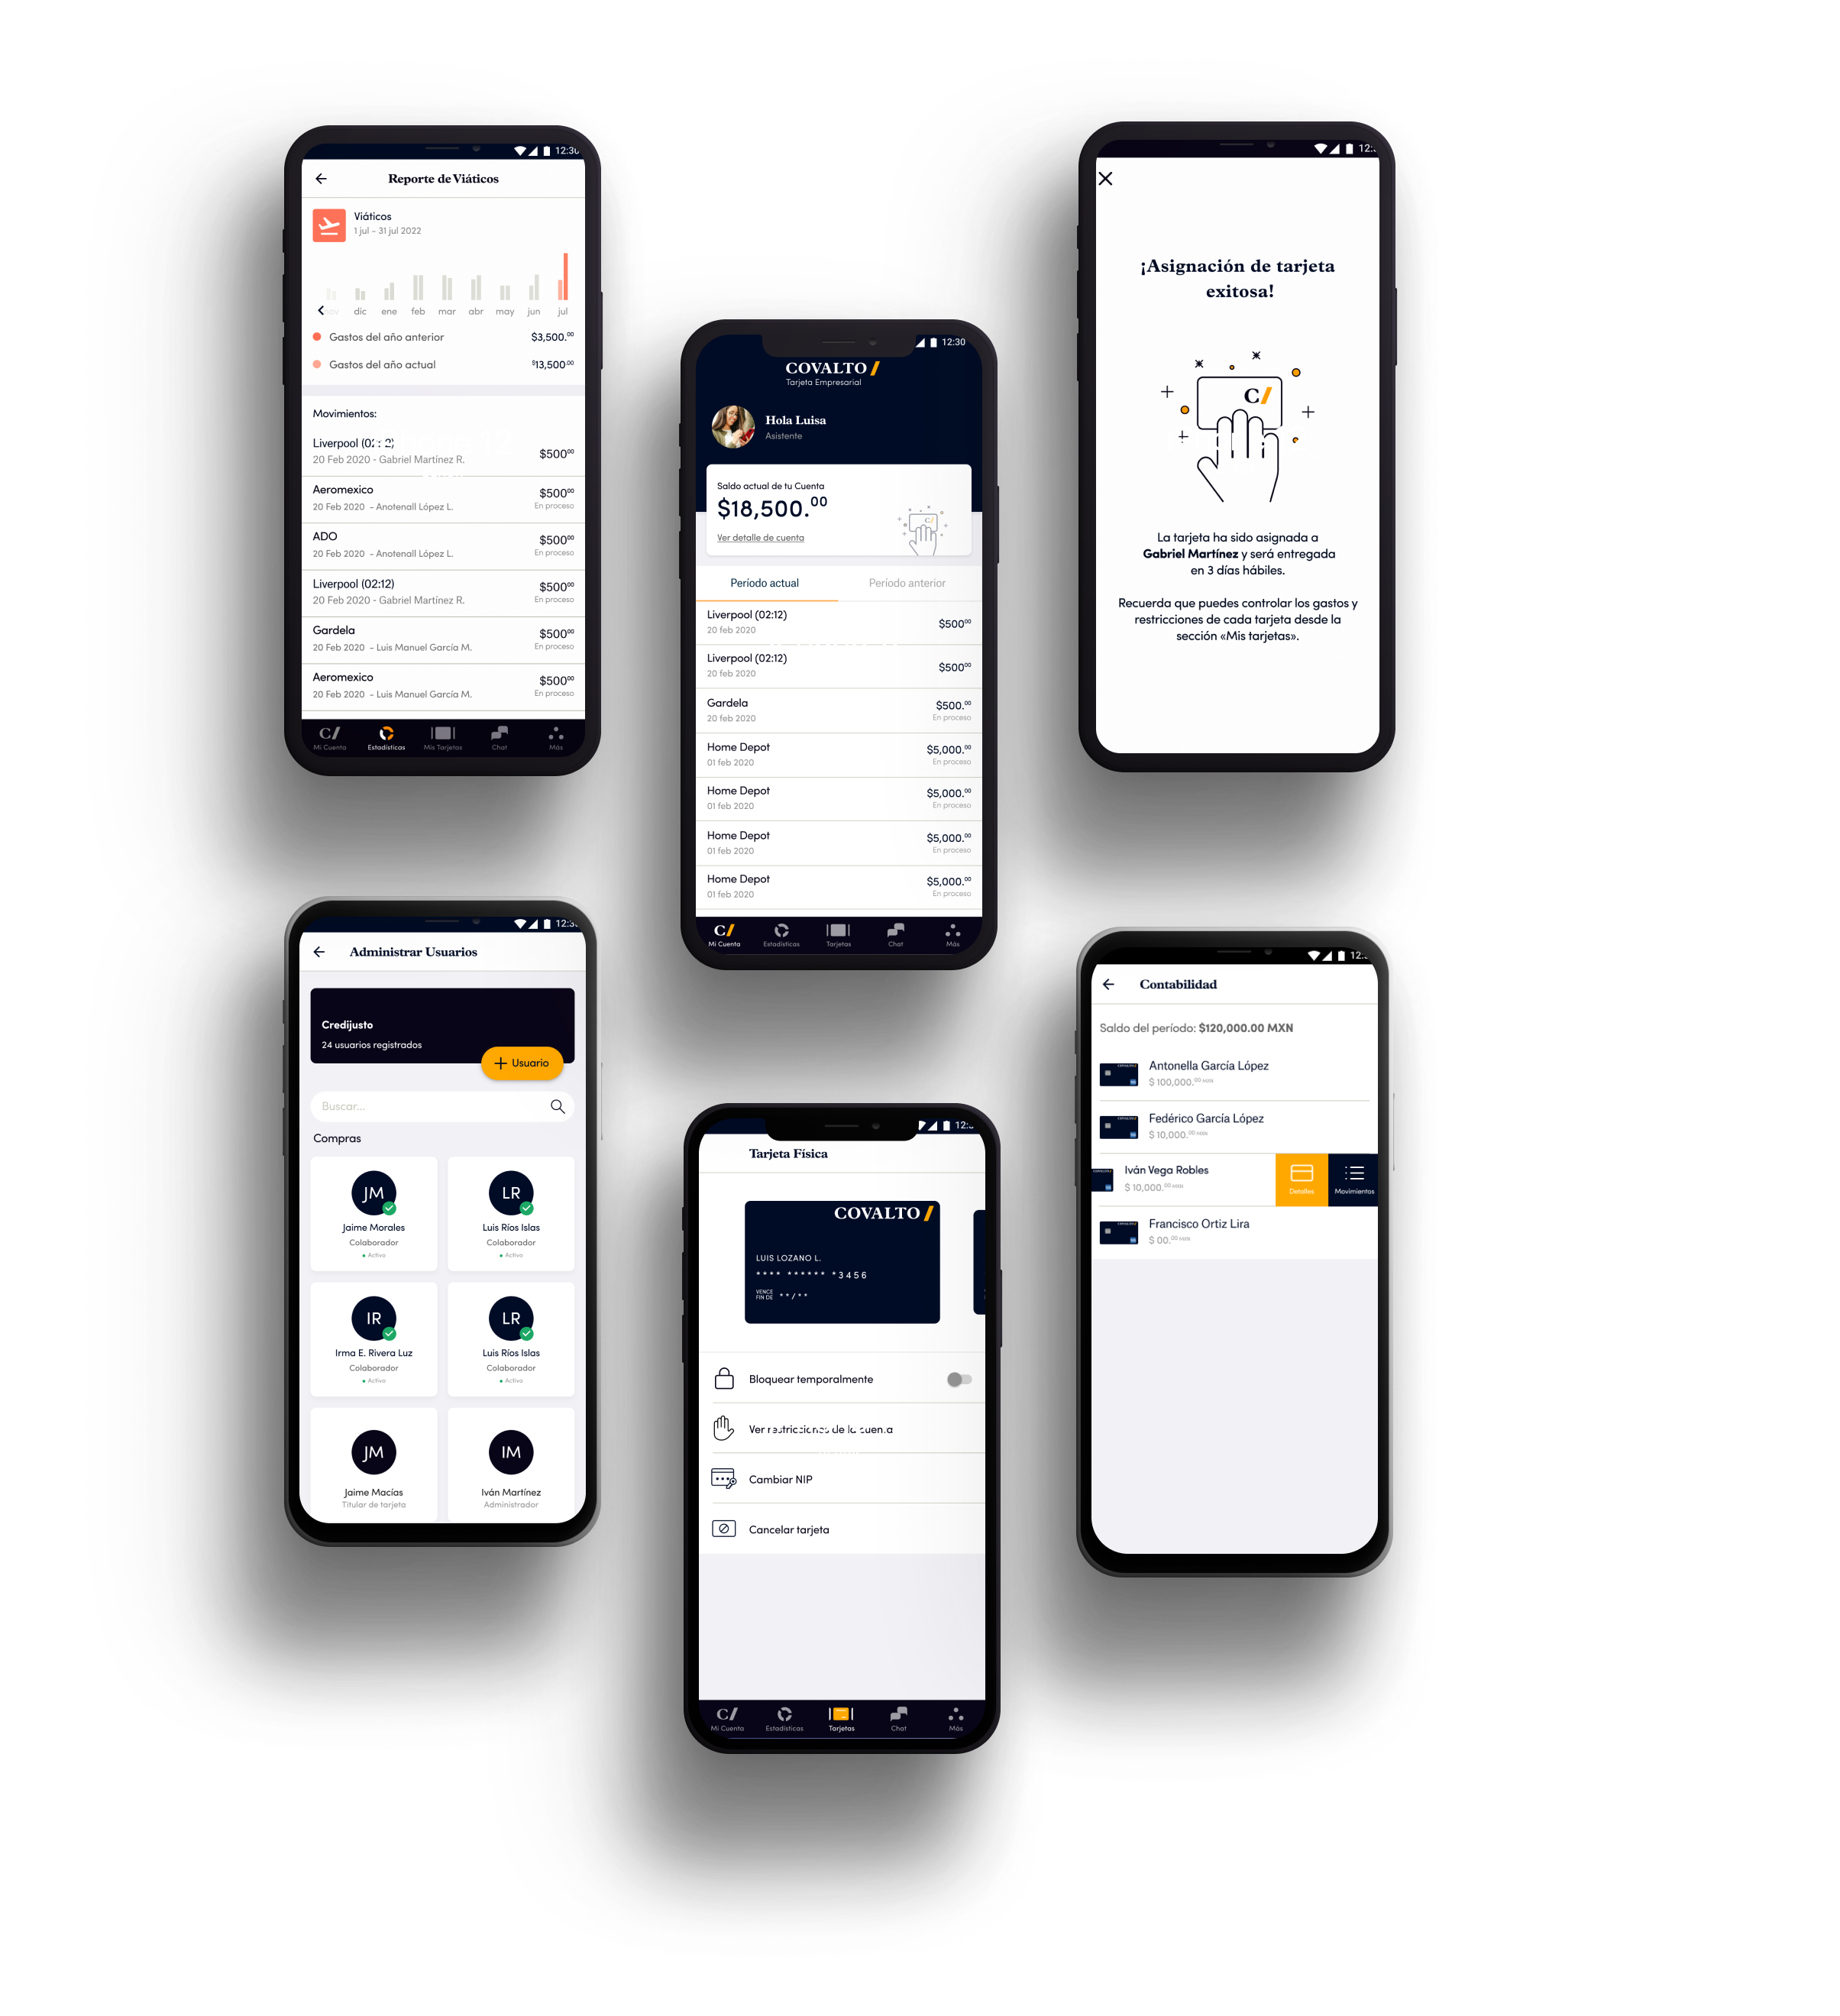 12:30
Reporte de Viáticos
Viáticos
1 jul - 31 jul 2022
nov dic ene feb mar abr may jun jul
Gastos del año anterior $3,500.00
Gastos del año actual $13,500.00
Movimientos:
Liverpool (02:12)
20 Feb 2020 - Gabriel Martínez R. $50000
Aeromexico $50000
20 Feb 2020 - Anotenall López L. En proceso
ADO $50000
20 Feb 2020 - Anotenall López L. En proceso
Liverpool (02:12) $50000
20 Feb 2020 - Gabriel Martínez R. En proceso
Gardela $50000
20 Feb 2020 - Luis Manuel García M. En proceso
Aeromexico $50000
20 Feb 2020 - Luis Manuel García M. En proceso
C/
Mi Cuenta Estadísticas Mis Tarjetas Chat Más
12:30
COVALTO/
Tarjeta Empresarial
Hola Luisa
Asistente
Saldo actual de tu Cuenta
$18,500.00
Ver detalle de cuenta
C/
Período actual Período anterior
Liverpool (02:12)
20 feb 2020 $50000
Liverpool (02:12)
20 feb 2020 $50000
Gardela $500.00
20 feb 2020 En proceso
Home Depot $5,000.00
01 feb 2020 En proceso
Home Depot $5,000.00
01 feb 2020 En proceso
Home Depot $5,000.00
01 feb 2020 En proceso
Home Depot $5,000.00
01 feb 2020 En proceso
C/
Mi Cuenta Estadísticas Tarjetas Chat Más
¡Asignación de tarjeta
exitosa!
C/
La tarjeta ha sido asignada a
Gabriel Martínez y será entregada
en 3 días hábiles.
Recuerda que puedes controlar los gastos y
restricciones de cada tarjeta desde la
sección «Mis tarjetas».
Administrar Usuarios
Credijusto
24 usuarios registrados
+ Usuario
Buscar...
Compras
JM LR
Jaime Morales Luis Ríos Islas
Colaborador Colaborador
Activo Activo
IR LR
Irma E. Rivera Luz Luis Ríos Islas
Colaborador Colaborador
Activo Activo
JM IM
Jaime Macías Iván Martínez
Titular de tarjeta Administrador
Tarjeta Física
COVALTO/
LUIS LOZANO L.
**** ****** *3456
VENCE
FIN DE **/**
Bloquear temporalmente
Ver restricciones de la cuenta
Cambiar NIP
Cancelar tarjeta
C/
Mi Cuenta Estadísticas Tarjetas Chat Más
Contabilidad
Saldo del período: $120,000.00 MXN
Antonella García López
$ 100,000.00 MXN
Fedérico García López
$ 10,000.00 MXN
Iván Vega Robles
$ 10,000.00 MXN
Detalles Movimientos
Francisco Ortiz Lira
$ 00.00 MXN